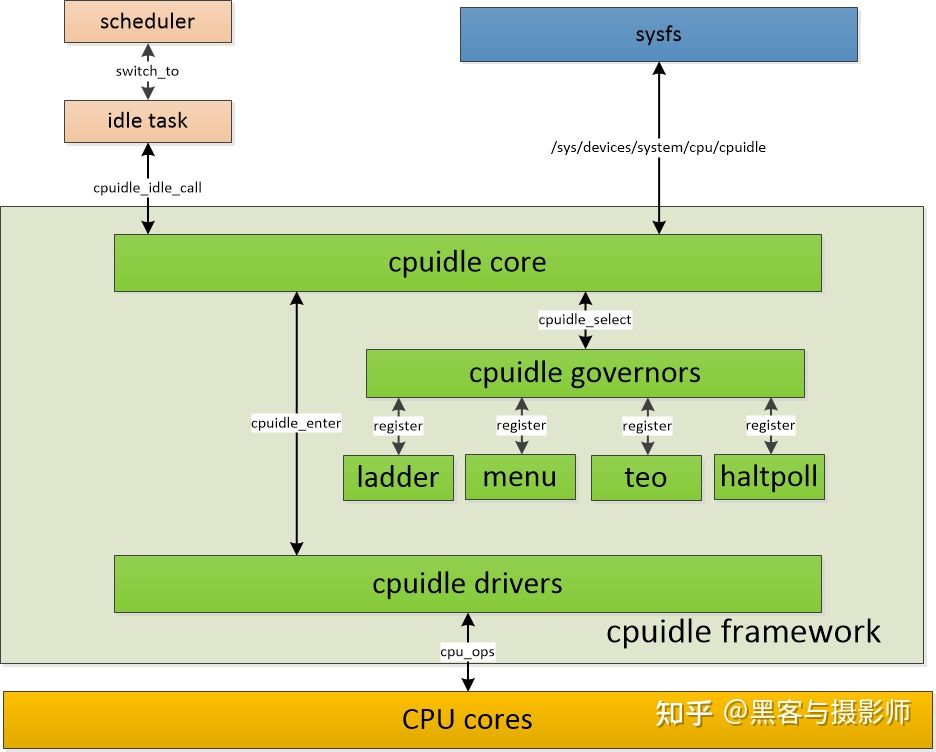 scheduler
sysfs
switch_to
idle task
/sys/devices/system/cpu/cpuidle
cpuidle_idle_call
cpuidle core
cpuidle_select
cpuidle governors
cpuidle_enter
register
register
register
register
ladder
menu
teo
haltpoll
cpuidle drivers
cpuidle framework
cpu_ops
CPU cores
知乎 @黑客与摄影师